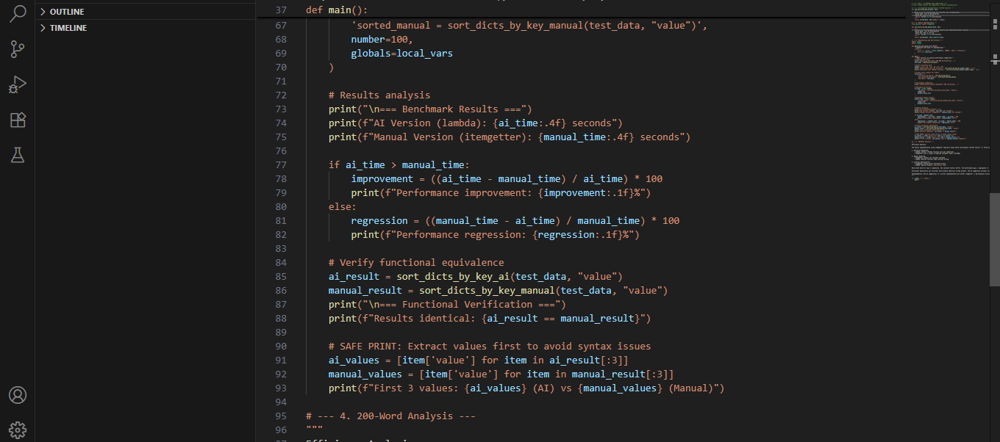 OUTLINE
TIMELINE
37 def main():
67 'sorted_manual = sort_dicts_by_key_manual(test_data, "value")',
68 number=100,
69 globals=local_vars
70 )
71
72 # Results analysis
73 print("\n=== Benchmark Results ===")
74 print(f"AI Version (lambda): {ai_time:.4f} seconds")
75 print(f"Manual Version (itemgetter): {manual_time:.4f} seconds")
76
77 if ai_time > manual_time:
78 improvement = ((ai_time - manual_time) / ai_time) * 100
79 print(f"Performance improvement: {improvement:.1f}%")
80 else:
81 regression = ((manual_time - ai_time) / manual_time) * 100
82 print(f"Performance regression: {regression:.1f}%")
83
84 # Verify functional equivalence
85 ai_result = sort_dicts_by_key_ai(test_data, "value")
86 manual_result = sort_dicts_by_key_manual(test_data, "value")
87 print("\n=== Functional Verification ===")
88 print(f"Results identical: {ai_result == manual_result}")
89
90 # SAFE PRINT: Extract values first to avoid syntax issues
91 ai_values = [item['value'] for item in ai_result[:3]]
92 manual_values = [item['value'] for item in manual_result[:3]]
93 print(f"First 3 values: {ai_values} (AI) vs {manual_values} (Manual)")
94
95 # --- 4. 200-Word Analysis ---
96 """